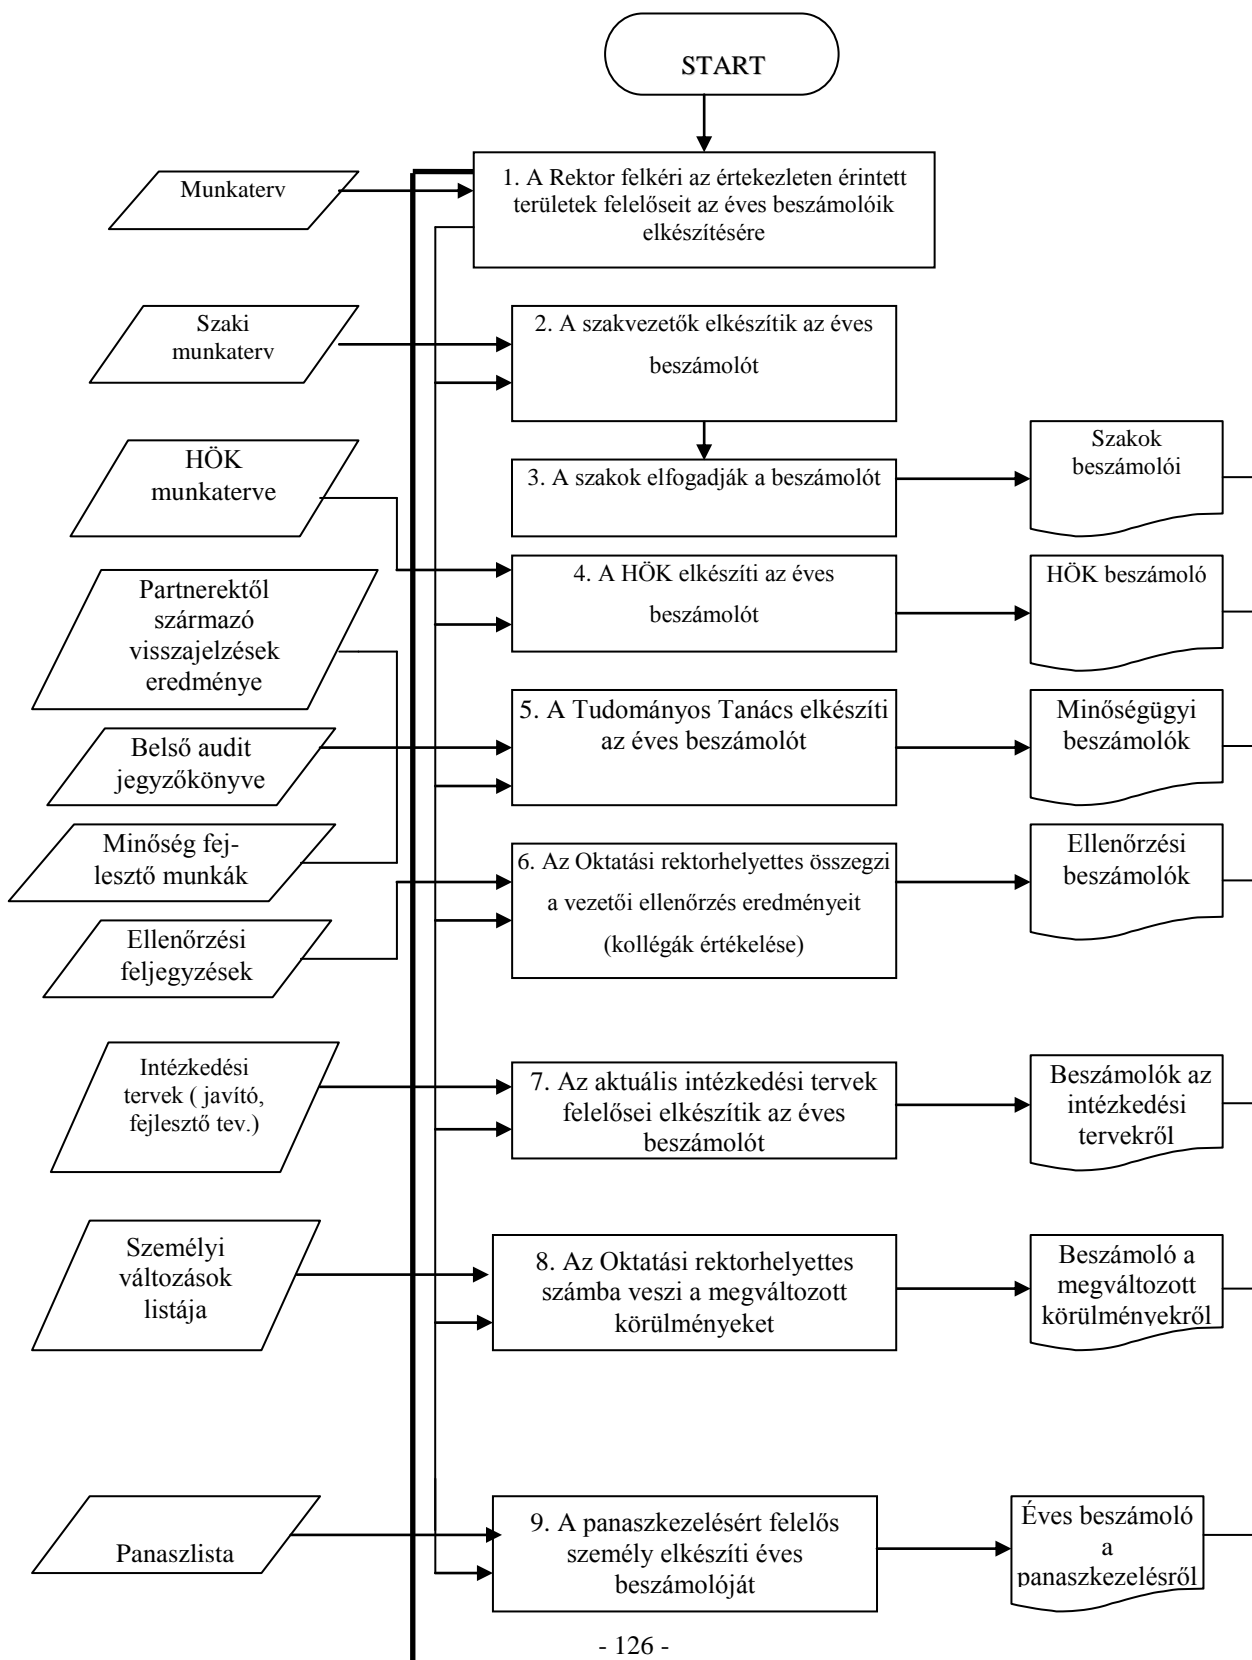 START
Munkaterv
1. A Rektor felkéri az értekezleten érintett
területek felelőseit az éves beszámolóik
elkészítésére
Szaki
munkaterv
2. A szakvezetők elkészítik az éves
beszámolót
HÖK
munkaterve
3. A szakok elfogadják a beszámolót
Szakok
beszámolói
Partnerektől
származó
visszajelzések
eredménye
4. A HÖK elkészíti az éves
beszámolót
HÖK beszámoló
Belső audit
jegyzőkönyve
5. A Tudományos Tanács elkészíti
az éves beszámolót
Minőségügyi
beszámolók
Minőség fej-
lesztő munkák
6. Az Oktatási rektorhelyettes összegzi
a vezetői ellenőrzés eredményeit
(kollégák értékelése)
Ellenőrzési
beszámolók
Ellenőrzési
feljegyzések
Intézkedési
tervek ( javító,
fejlesztő tev.)
7. Az aktuális intézkedési tervek
felelősei elkészítik az éves
beszámolót
Beszámolók az
intézkedési
tervekről
Személyi
változások
listája
8. Az Oktatási rektorhelyettes
számba veszi a megváltozott
körülményeket
Beszámoló a
megváltozott
körülményekről
Panaszlista
9. A panaszkezelésért felelős
személy elkészíti éves
beszámolóját
Éves beszámoló
a
panaszkezelésről
- 126 -